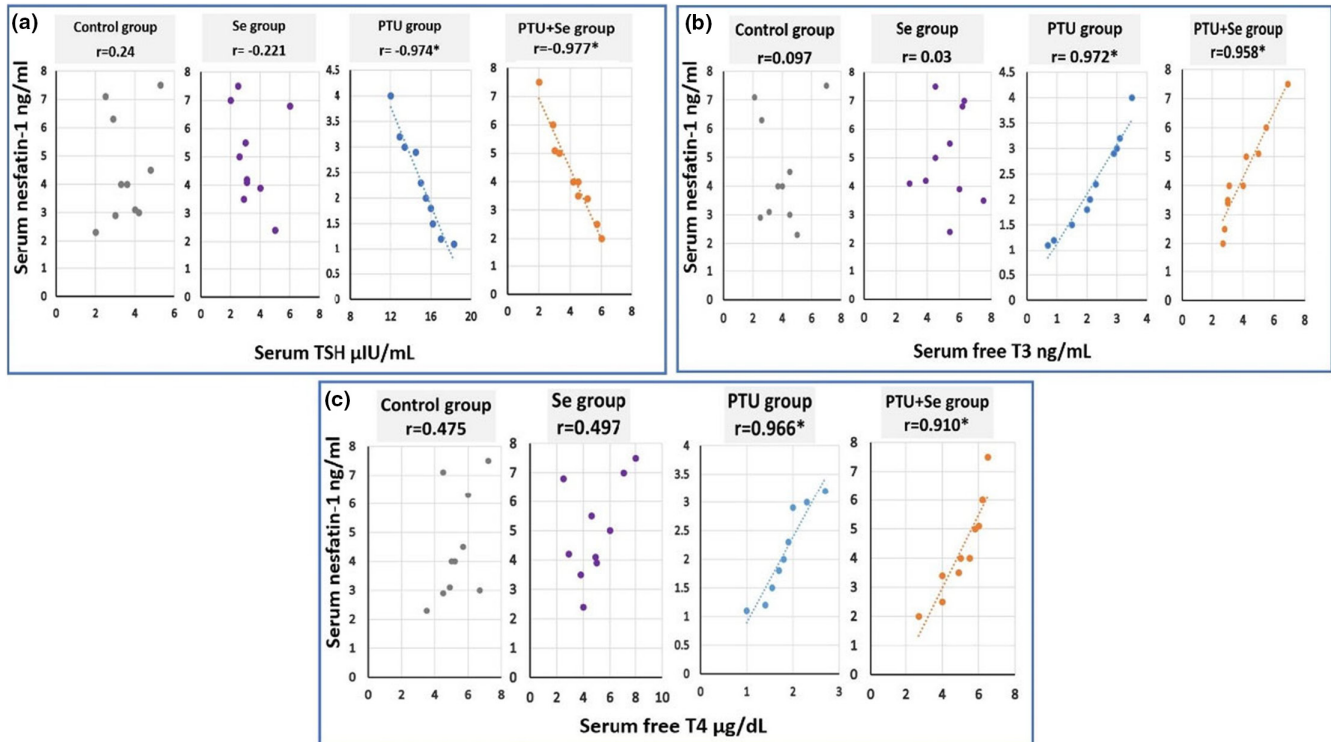 (a)
Control group
r=0.24
Se group
r= -0.221
PTU group
r= -0.974*
PTU+Se group
r=-0.977*
Serum nesfatin-1 ng/ml
8
7
6
5
4
3
2
1
0
0 2 4 6
8
7
6
5
4
3
2
1
0
0 2 4 6 8
4.5
4
3.5
3
2.5
2
1.5
1
0.5
0
8 12 16 20
8
7
6
5
4
3
2
1
0
0 2 4 6 8
Serum TSH µIU/mL
(b)
Control group
r=0.097
Se group
r= 0.03
PTU group
r= 0.972*
PTU+Se group
r=0.958*
Serum nesfatin-1 ng/ml
8
7
6
5
4
3
2
1
0
0 2 4 6 8
8
7
6
5
4
3
2
1
0
0 2 4 6 8
4.5
4
3.5
3
2.5
2
1.5
1
0.5
0
0 1 2 3 4
8
7
6
5
4
3
2
1
0
0 2 4 6 8
Serum free T3 ng/mL
(c)
Control group
r=0.475
Se group
r=0.497
PTU group
r=0.966*
PTU+Se group
r=0.910*
Serum nesfatin-1 ng/ml
8
7
6
5
4
3
2
1
0
0 2 4 6 8
8
7
6
5
4
3
2
1
0
0 2 4 6 8 10
4
3.5
3
2.5
2
1.5
1
0.5
0
0 1 2 3
8
7
6
5
4
3
2
1
0
0 2 4 6 8
Serum free T4 µg/dL